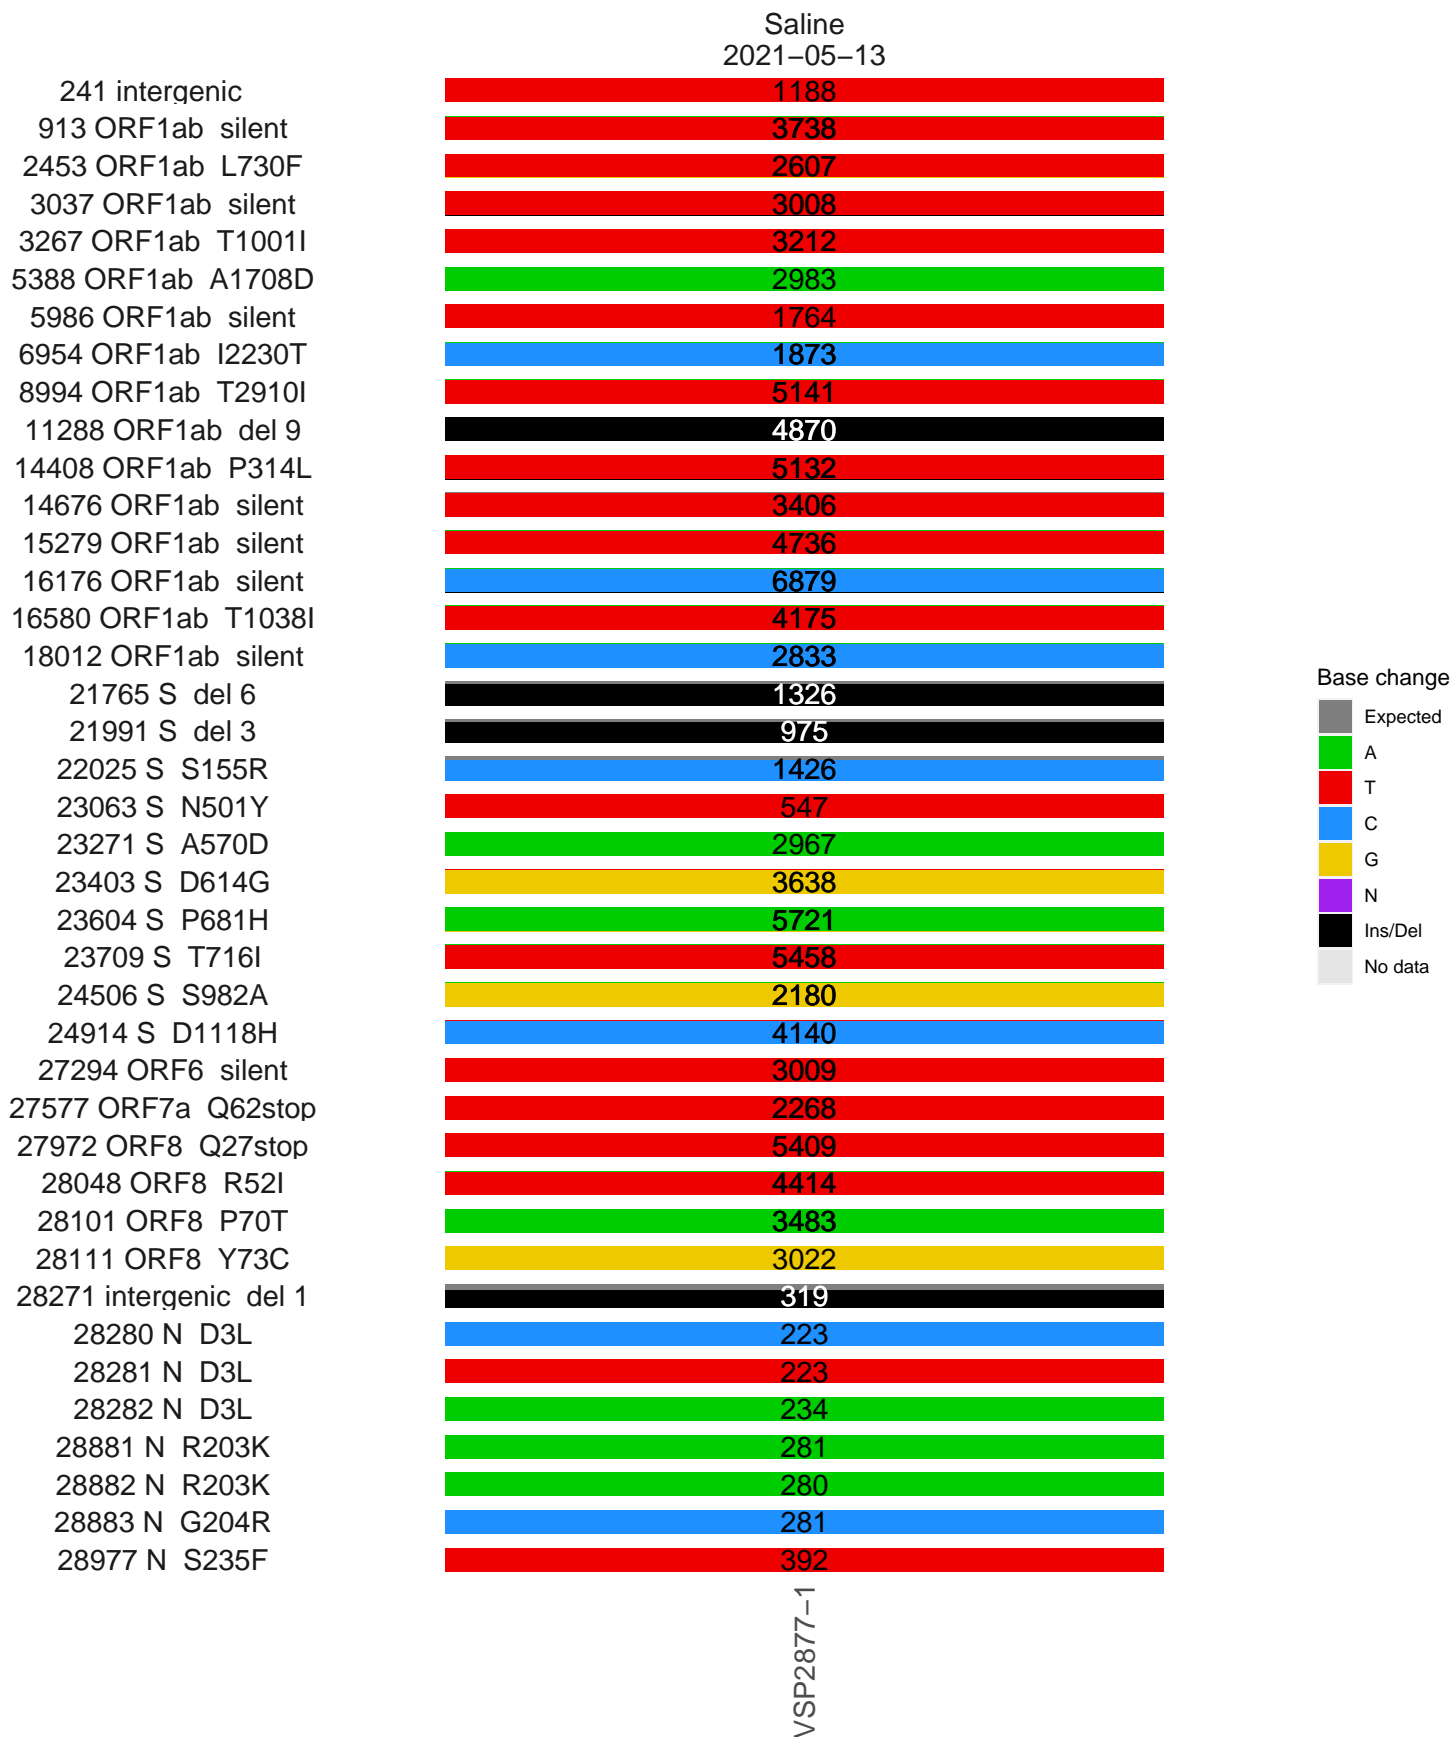 Saline
2021−05−13
241 intergenic 1188
913 ORF1ab silent 3738
2453 ORF1ab L730F 2607
3037 ORF1ab silent 3008
3267 ORF1ab T1001I 3212
5388 ORF1ab A1708D 2983
5986 ORF1ab silent 1764
6954 ORF1ab I2230T 1873
8994 ORF1ab T2910I 5141
11288 ORF1ab del 9 4870
14408 ORF1ab P314L 5132
14676 ORF1ab silent 3406
15279 ORF1ab silent 4736
16176 ORF1ab silent 6879
16580 ORF1ab T1038I 4175
18012 ORF1ab silent 2833
21765 S del 6 1326
21991 S del 3 975
22025 S S155R 1426
23063 S N501Y 547
23271 S A570D 2967
23403 S D614G 3638
23604 S P681H 5721
23709 S T716I 5458
24506 S S982A 2180
24914 S D1118H 4140
27294 ORF6 silent 3009
27577 ORF7a Q62stop 2268
27972 ORF8 Q27stop 5409
28048 ORF8 R52I 4414
28101 ORF8 P70T 3483
28111 ORF8 Y73C 3022
28271 intergenic del 1 319
28280 N D3L 223
28281 N D3L 223
28282 N D3L 234
28881 N R203K 281
28882 N R203K 280
28883 N G204R 281
28977 N S235F 392
VSP2877−1
Base change
Expected
A
T
C
G
N
Ins/Del
No data